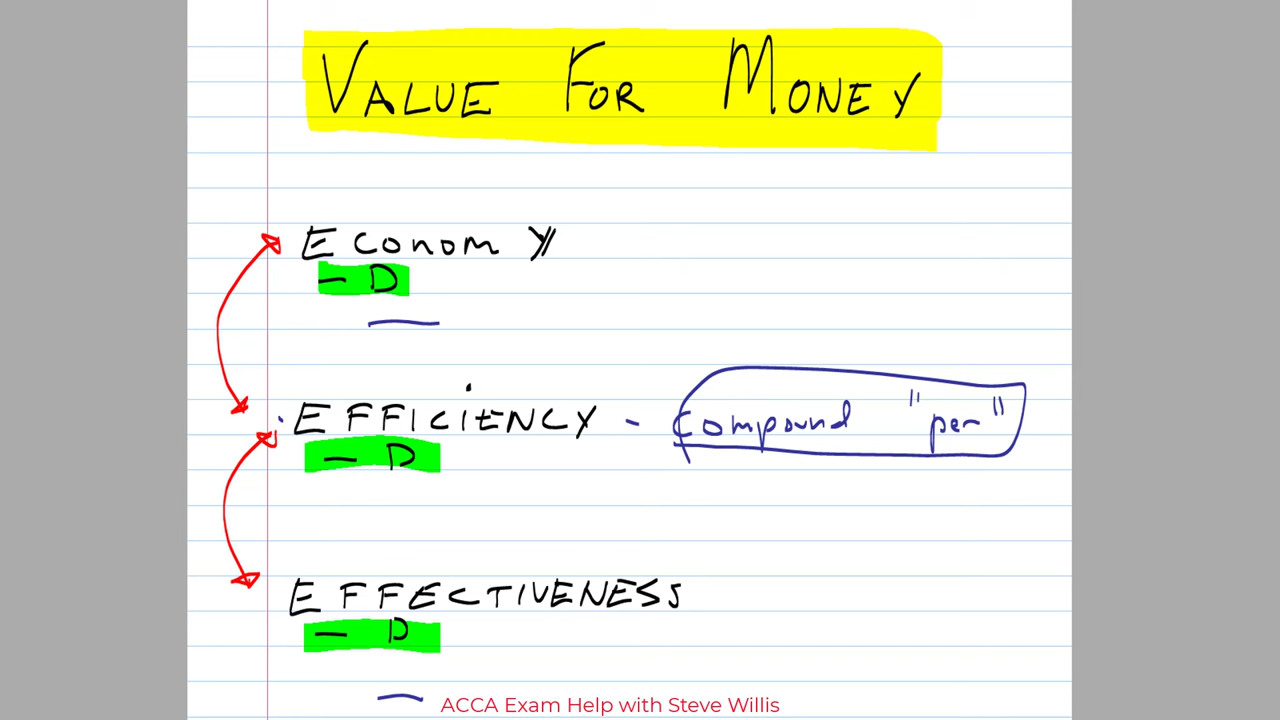 VALUE FOR MONEY
ECONOMY
- D
EFFICIENCY - compound "per"
- D
EFFECTIVENESS
- D
ACCA Exam Help with Steve Willis